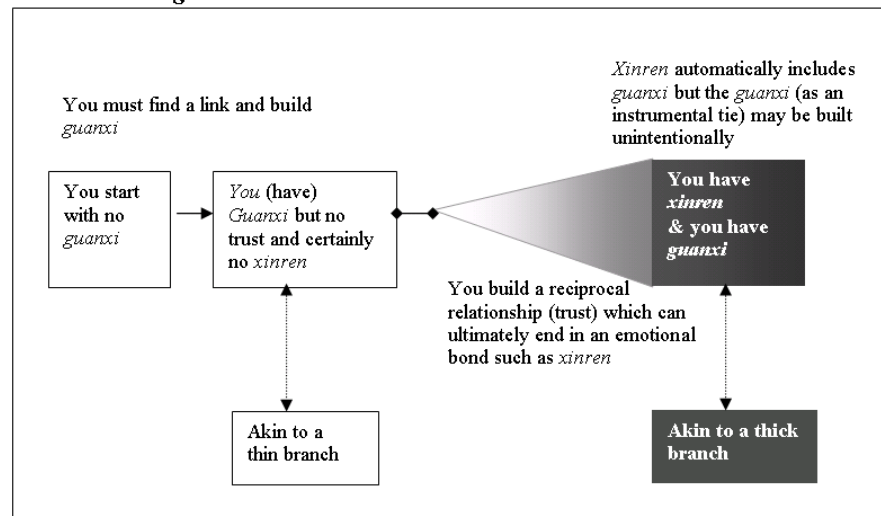 You must find a link and build
guanxi
Xinren automatically includes
guanxi but the guanxi (as an
instrumental tie) may be built
unintentionally
You start
with no
guanxi
You (have)
Guanxi but no
trust and certainly
no xinren
You have
xinren
& you have
guanxi
You build a reciprocal
relationship (trust) which can
ultimately end in an emotional
bond such as xinren
Akin to a
thin branch
Akin to a thick
branch